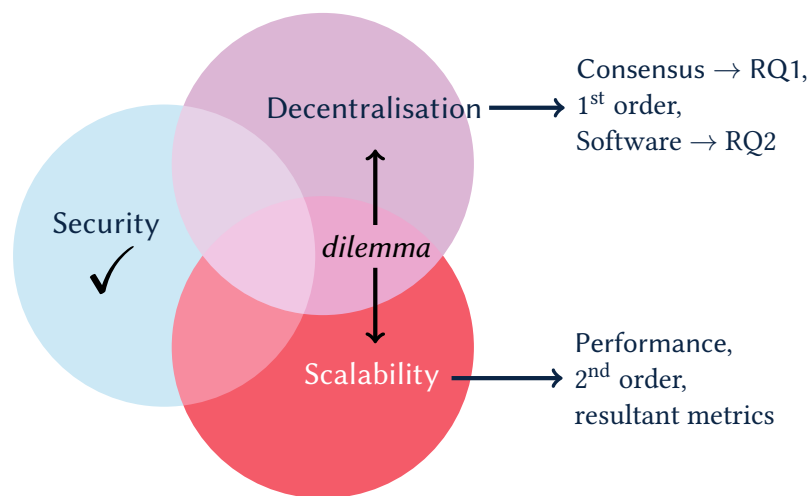 Decentralisation
Consensus → RQ1,
1st order,
Software → RQ2
Security
dilemma
Scalability
Performance,
2nd order,
resultant metrics